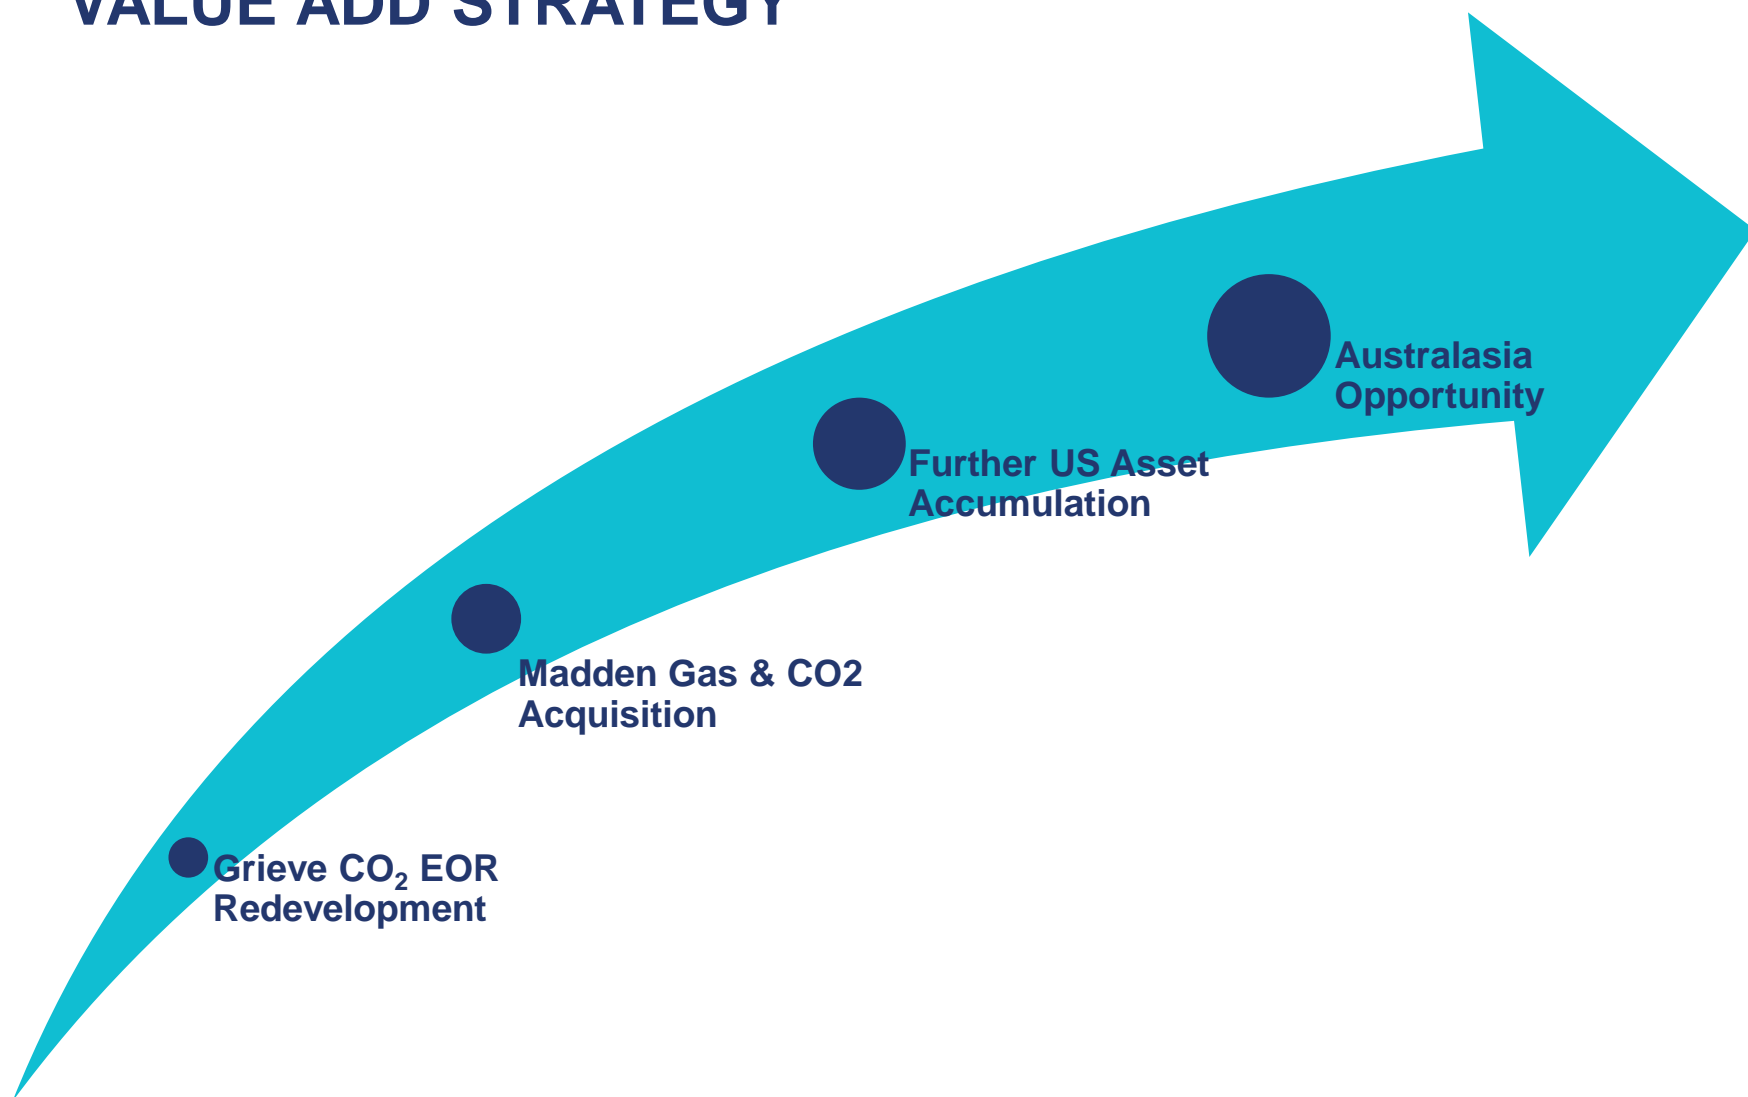 VALUE ADD STRATEGY
Australasia
Opportunity
Further US Asset
Accumulation
Madden Gas & CO2
Acquisition
Grieve CO₂ EOR
Redevelopment